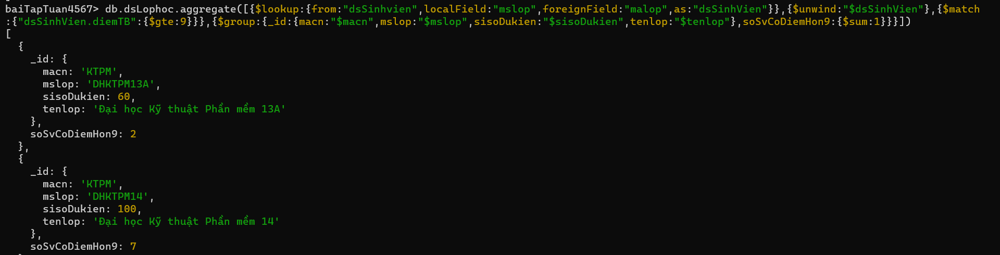 baiTapTuan4567> db.dsLophoc.aggregate([{$lookup:{from:"dsSinhvien",localField:"mslop",foreignField:"malop",as:"dsSinhVien"}},{$unwind:"$dsSinhVien"},{$match
:{"dsSinhVien.diemTB":{$gte:9}}},{$group:{_id:{macn:"$macn",mslop:"$mslop",sisoDukien:"$sisoDukien",tenlop:"$tenlop"},soSvCoDiemHon9:{$sum:1}}}])
[
  {
    _id: {
      macn: 'KTPM',
      mslop: 'DHKTPM13A',
      sisoDukien: 60,
      tenlop: 'Đại học Kỹ thuật Phần mềm 13A'
    },
    soSvCoDiemHon9: 2
  },
  {
    _id: {
      macn: 'KTPM',
      mslop: 'DHKTPM14',
      sisoDukien: 100,
      tenlop: 'Đại học Kỹ thuật Phần mềm 14'
    },
    soSvCoDiemHon9: 7